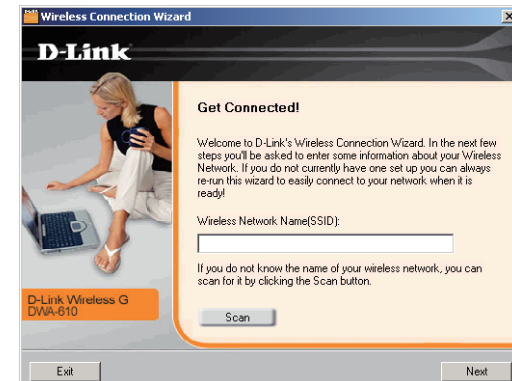 Wireless Connection Wizard
D-Link
Get Connected!
Welcome to D-Link's Wireless Connection Wizard. In the next few
steps you'll be asked to enter some information about your Wireless
Network. If you do not currently have one set up you can always
re-run this wizard to easily connect to your network when it is
ready!
Wireless Network Name(SSID):
If you do not know the name of your wireless network, you can
scan for it by clicking the Scan button.
D-Link Wireless G
DWA-610
Scan
Exit
Next